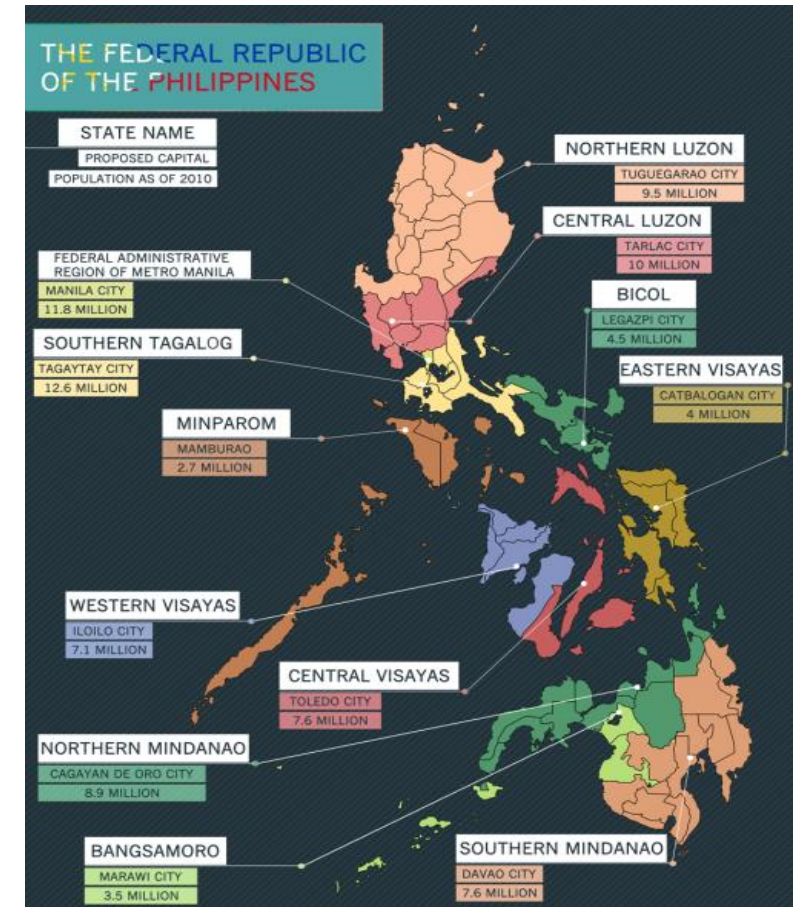 THE FEDERAL REPUBLIC
OF THE PHILIPPINES
STATE NAME
PROPOSED CAPITAL
POPULATION AS OF 2010
NORTHERN LUZON
TUGUEGARAO CITY
9.5 MILLION
CENTRAL LUZON
TARLAC CITY
10 MILLION
FEDERAL ADMINISTRATIVE
REGION OF METRO MANILA
MANILA CITY
11.8 MILLION
BICOL
LEGAZPI CITY
4.5 MILLION
SOUTHERN TAGALOG
TAGAYTAY CITY
12.6 MILLION
EASTERN VISAYAS
CATBALOGAN CITY
4 MILLION
MINPAROM
MAMBURAO
2.7 MILLION
WESTERN VISAYAS
ILOILO CITY
7.1 MILLION
CENTRAL VISAYAS
TOLEDO CITY
7.6 MILLION
NORTHERN MINDANAO
CAGAYAN DE ORO CITY
8.9 MILLION
BANGSAMORO
MARAWI CITY
3.5 MILLION
SOUTHERN MINDANAO
DAVAO CITY
7.6 MILLION